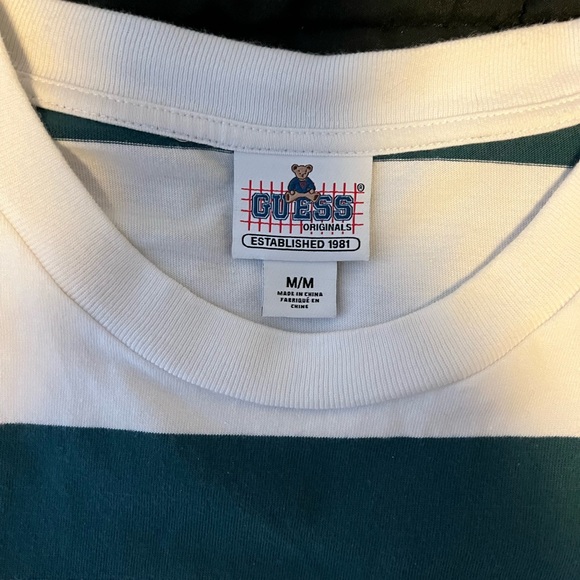 GUESS®
ORIGINALS
ESTABLISHED 1981
M/M
MADE IN CHINA
FABRIQUÉ EN
CHINE